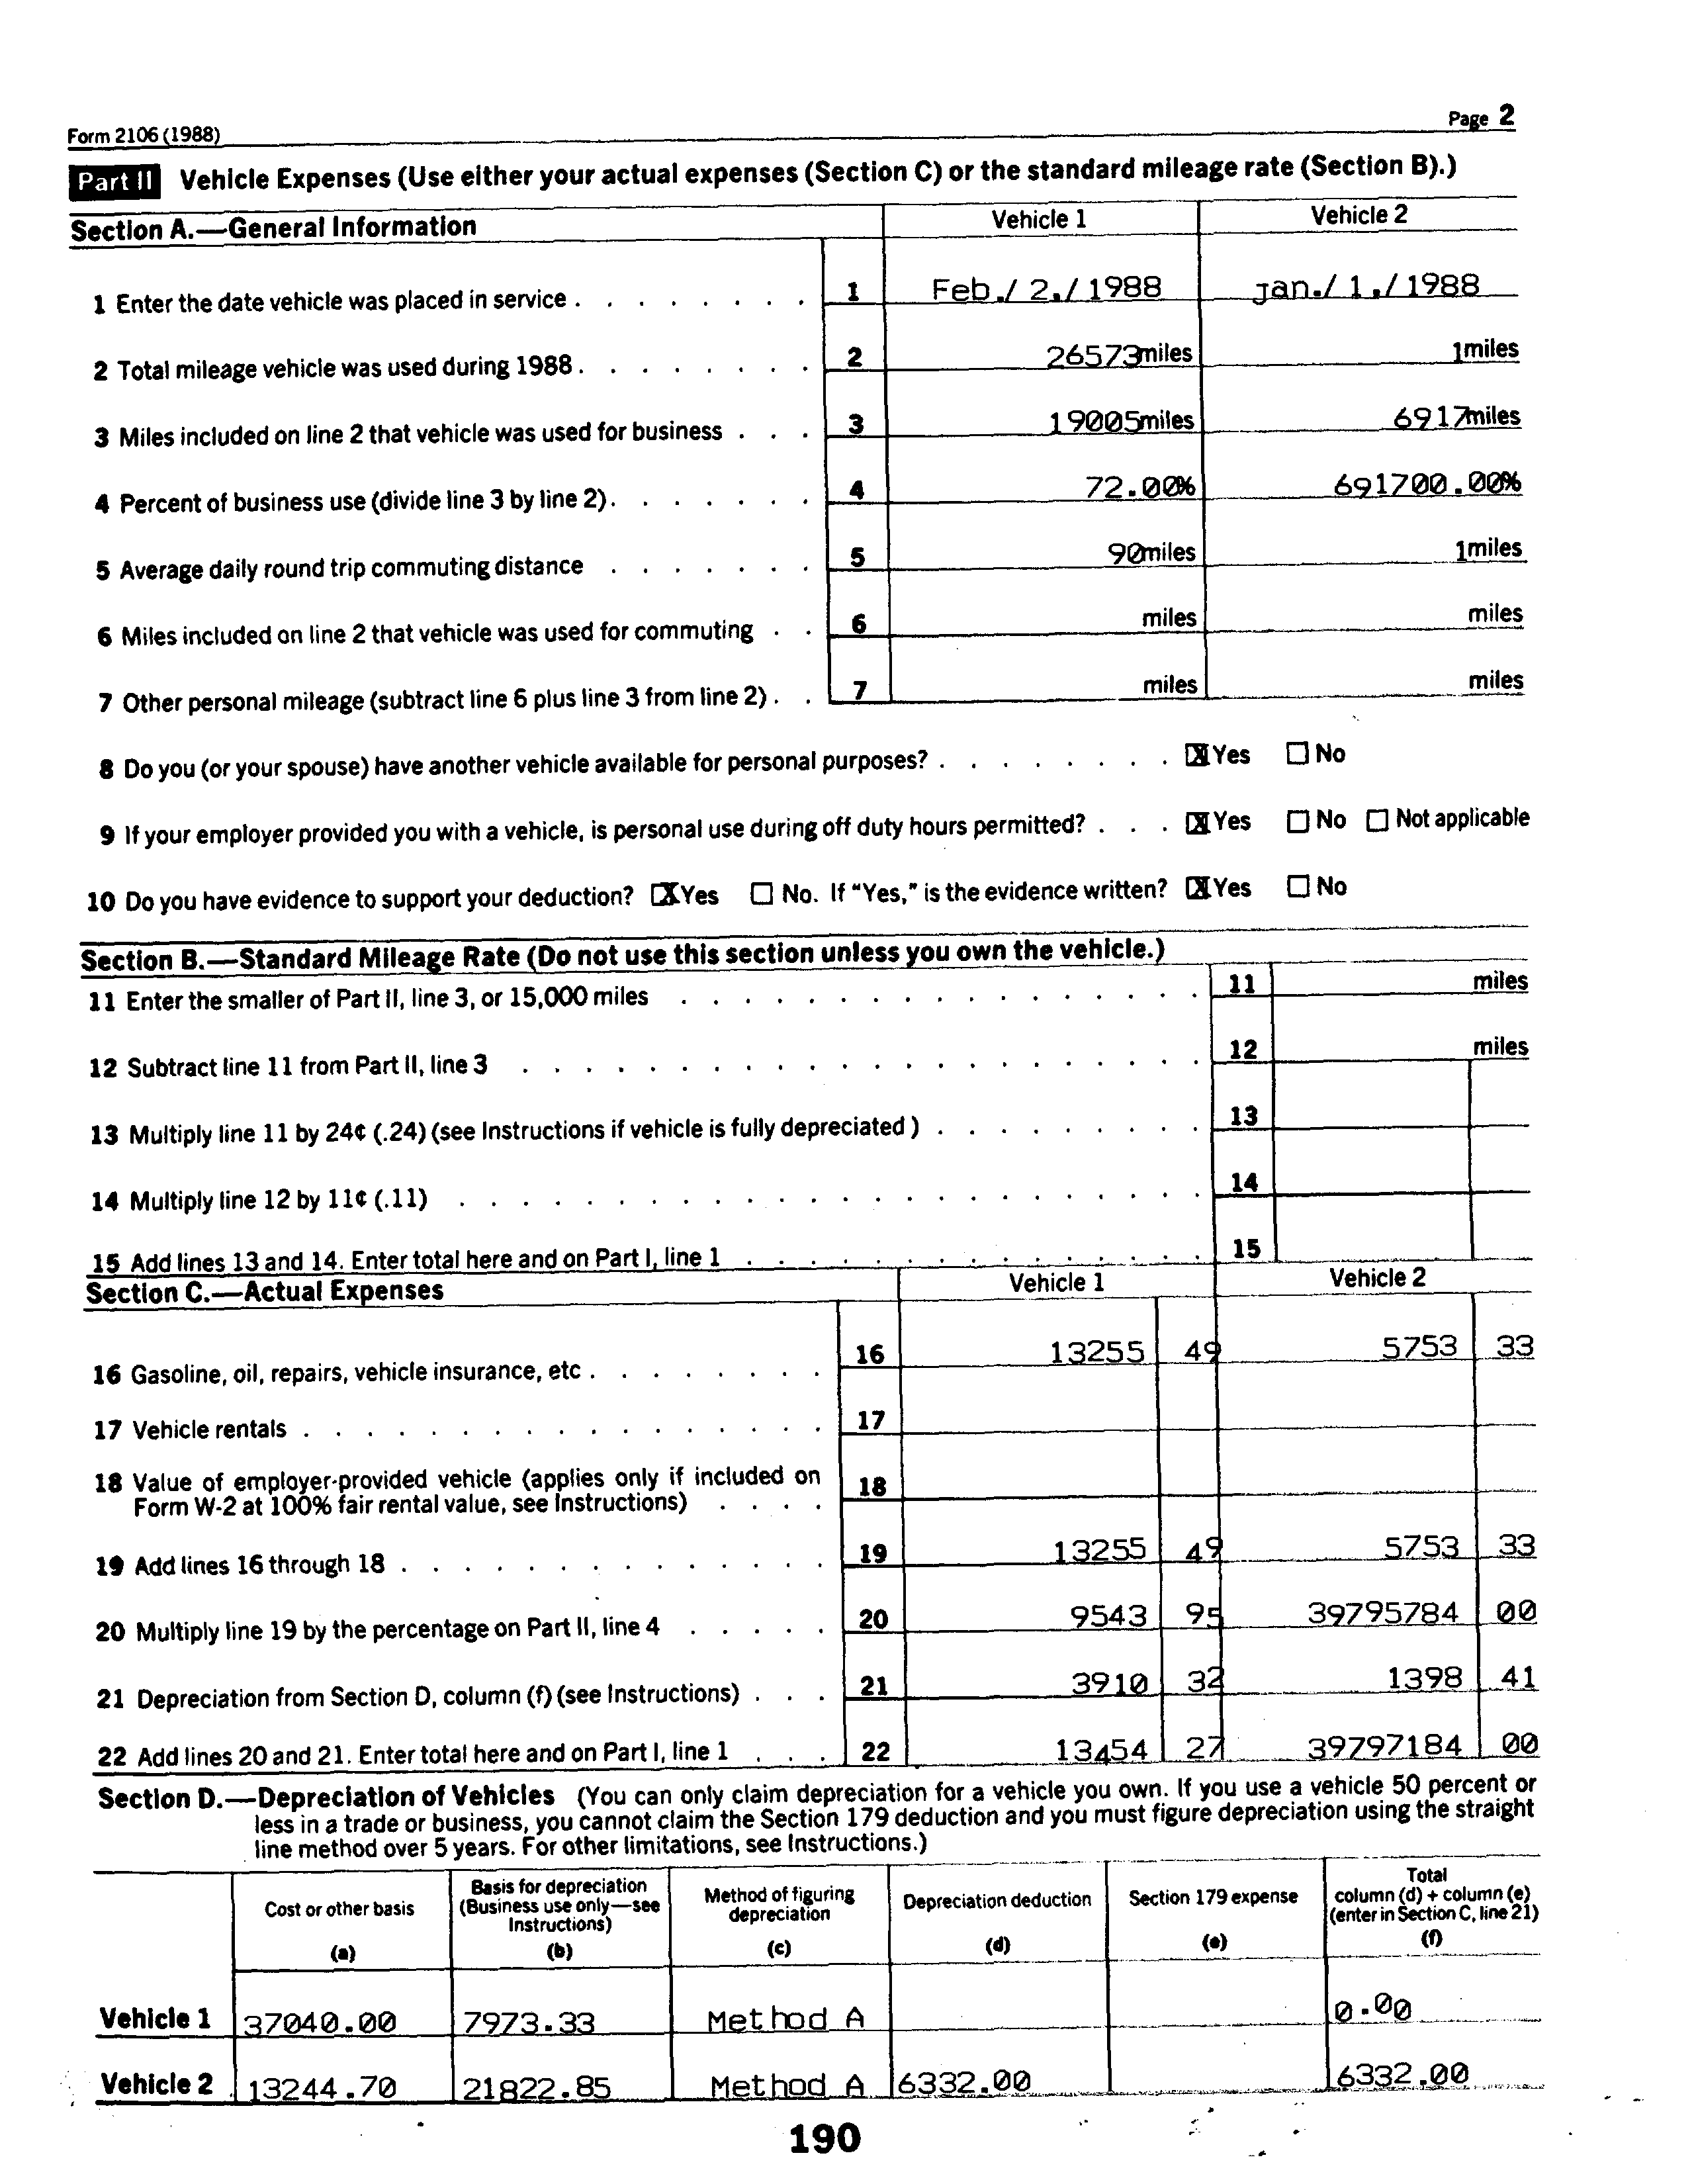 Form 2106 (1988) Page 2
Part II Vehicle Expenses (Use either your actual expenses (Section C) or the standard mileage rate (Section B).)
Section A.—General Information Vehicle 1 Vehicle 2
1 Enter the date vehicle was placed in service . . . . . . . . 1 Feb./ 2./ 1988 jan./ 1./ 1988
2 Total mileage vehicle was used during 1988 . . . . . . . . 2 26573 miles 1 miles
3 Miles included on line 2 that vehicle was used for business . . . 3 19005 miles 6917 miles
4 Percent of business use (divide line 3 by line 2) . . . . . . . 4 72.00% 691700.00%
5 Average daily round trip commuting distance . . . . . . . 5 90 miles 1 miles
6 Miles included on line 2 that vehicle was used for commuting . . 6 miles miles
7 Other personal mileage (subtract line 6 plus line 3 from line 2) . . 7 miles miles
8 Do you (or your spouse) have another vehicle available for personal purposes? . . . . . . . . X Yes No
9 If your employer provided you with a vehicle, is personal use during off duty hours permitted? . . . X Yes No Not applicable
10 Do you have evidence to support your deduction? X Yes No. If "Yes," is the evidence written? X Yes No
Section B.—Standard Mileage Rate (Do not use this section unless you own the vehicle.)
11 Enter the smaller of Part II, line 3, or 15,000 miles . . . . . . . . . . . . . . . . . 11 miles
12 Subtract line 11 from Part II, line 3 . . . . . . . . . . . . . . . . . . . . . . 12 miles
13 Multiply line 11 by 24¢ (.24) (see Instructions if vehicle is fully depreciated ) . . . . . . . . . 13
14 Multiply line 12 by 11¢ (.11) . . . . . . . . . . . . . . . . . . . . . . . . 14
15 Add lines 13 and 14. Enter total here and on Part I, line 1 . . . . . . . . . . . . . . . 15
Section C.—Actual Expenses Vehicle 1 Vehicle 2
16 Gasoline, oil, repairs, vehicle insurance, etc . . . . . . . . 16 13255 49 5753 33
17 Vehicle rentals . . . . . . . . . . . . . . . . . 17
18 Value of employer-provided vehicle (applies only if included on
Form W-2 at 100% fair rental value, see Instructions) . . . . 18
19 Add lines 16 through 18 . . . . . . . . . . . . . . 19 13255 49 5753 33
20 Multiply line 19 by the percentage on Part II, line 4 . . . . . 20 9543 95 39795784 00
21 Depreciation from Section D, column (f) (see Instructions) . . . 21 3910 32 1398 41
22 Add lines 20 and 21. Enter total here and on Part I, line 1 . . . 22 13454 27 39797184 00
Section D.—Depreciation of Vehicles (You can only claim depreciation for a vehicle you own. If you use a vehicle 50 percent or
less in a trade or business, you cannot claim the Section 179 deduction and you must figure depreciation using the straight
line method over 5 years. For other limitations, see Instructions.)
Cost or other basis (a) Basis for depreciation (Business use only—see Instructions) (b) Method of figuring depreciation (c) Depreciation deduction (d) Section 179 expense (e) Total column (d) + column (e) (enter in Section C, line 21) (f)
Vehicle 1 37040.00 7973.33 Method A 0.00
Vehicle 2 13244.70 21822.85 Method A 6332.00 6332.00
190